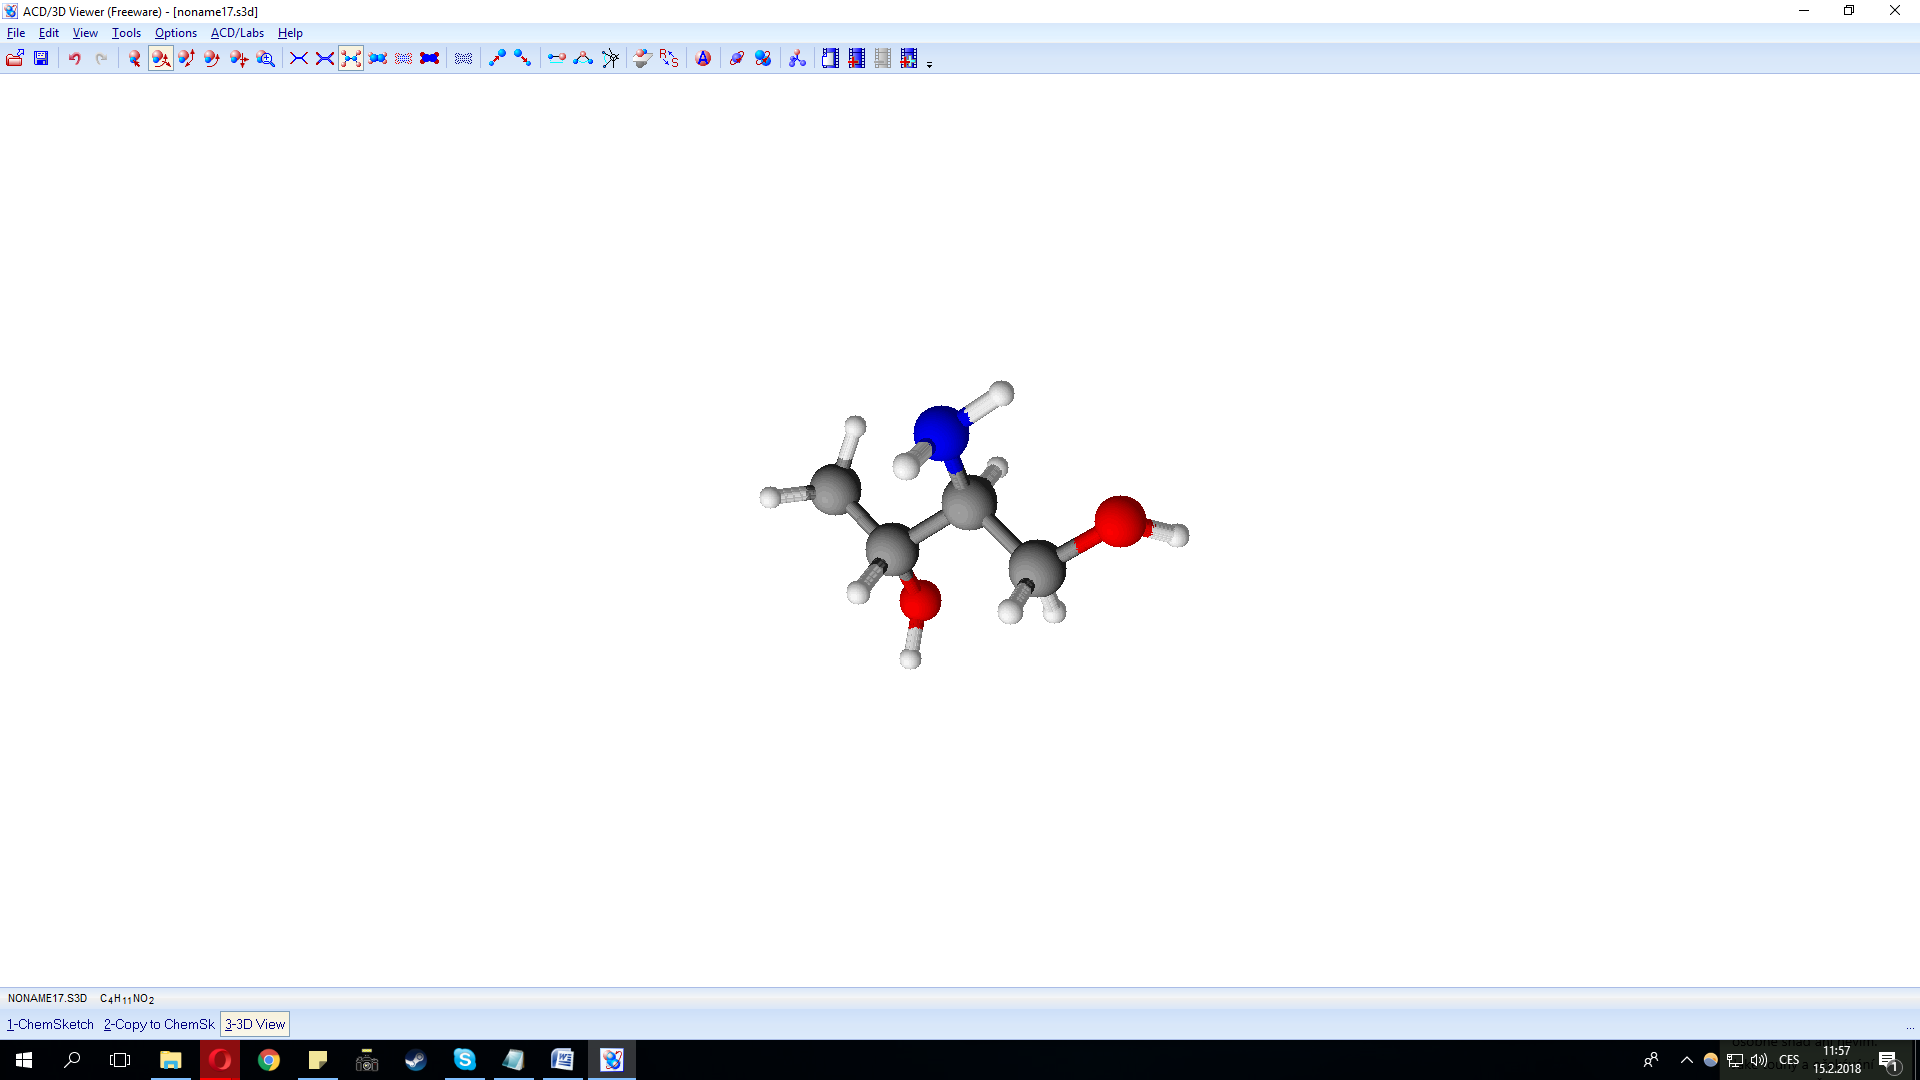 ACD/3D Viewer (Freeware) - [noname17.s3d]
File Edit View Tools Options ACD/Labs Help
NONAME17.S3D C4H11NO2
1-ChemSketch 2-Copy to ChemSk 3-3D View ...
CES
11:57
15.2.2018
1